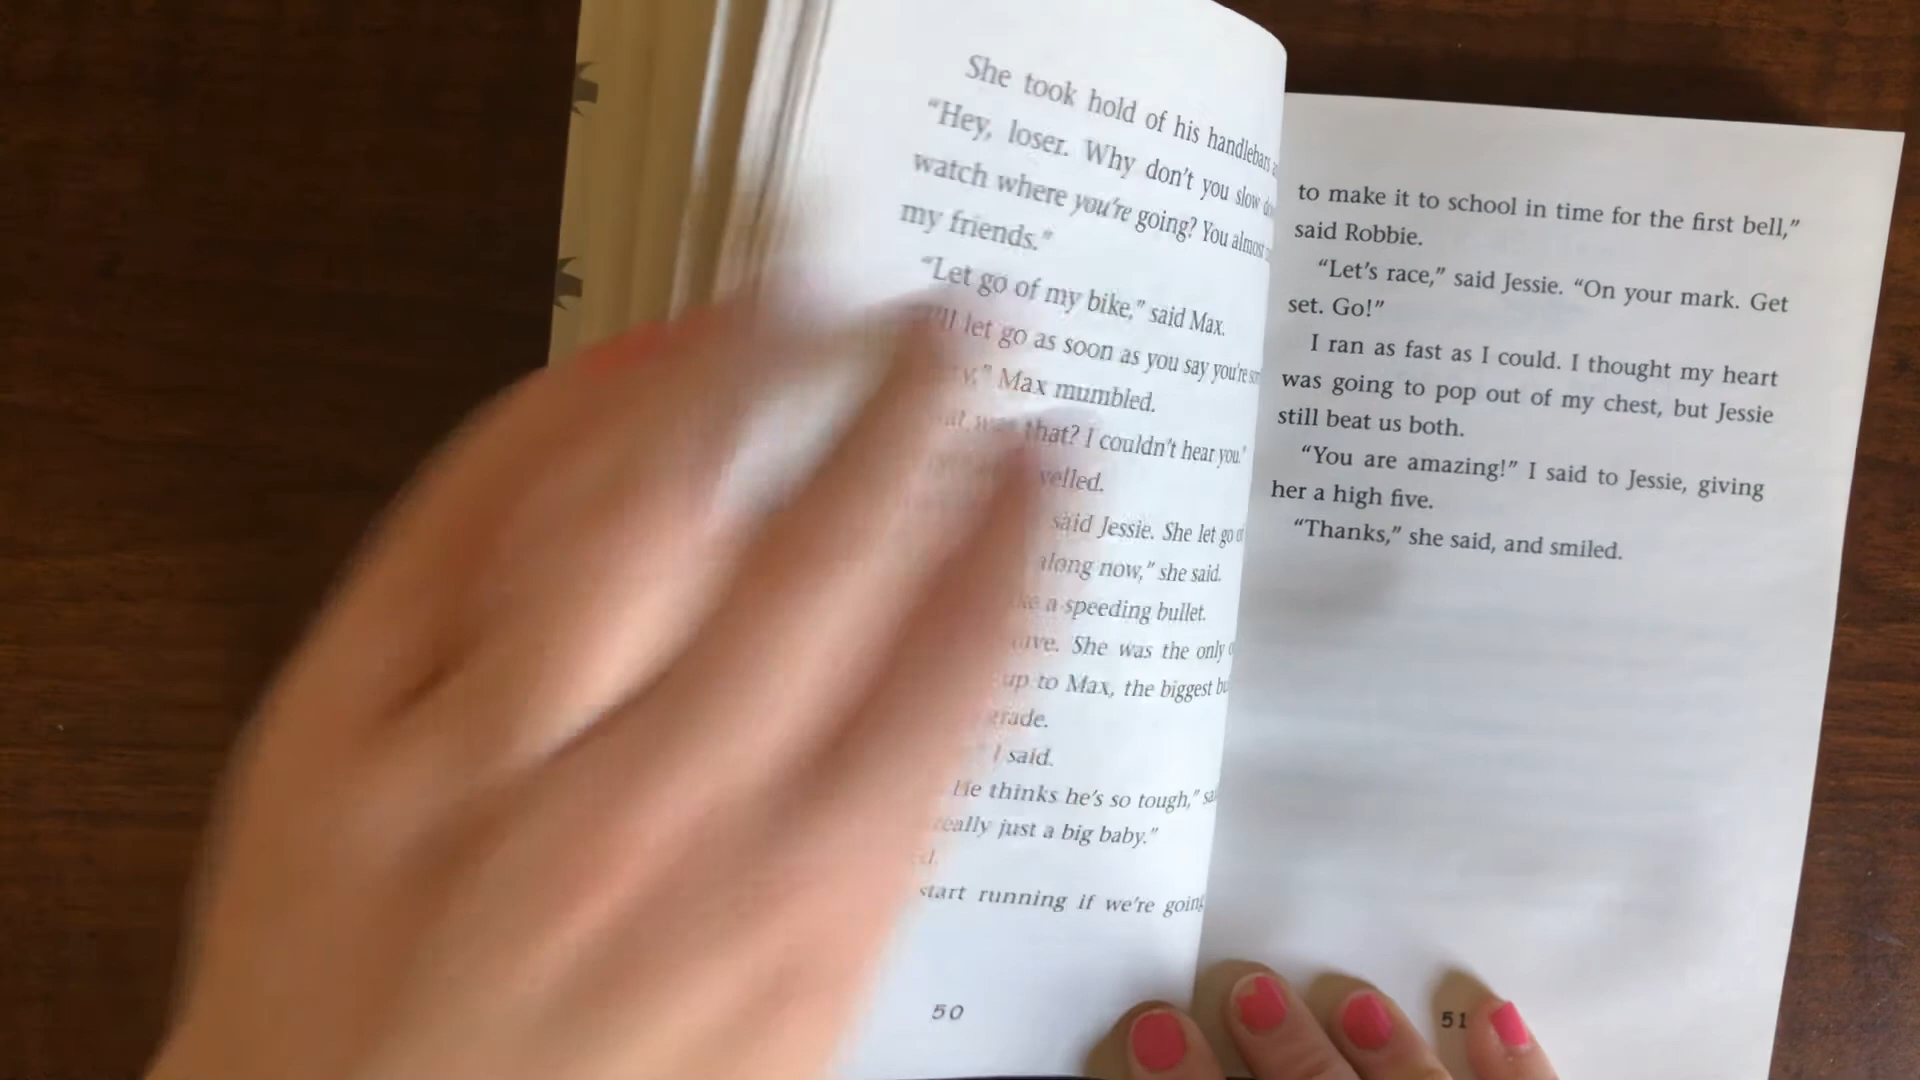 She took hold of his handlebars
“Hey, loser. Why don’t you slow
watch where you’re going? You almost
my friends.”
“Let go of my bike,” said Max.
let go as soon as you say you’re
Max mumbled.
that? I couldn’t hear you.”
yelled.
said Jessie. She let go
along now,” she said.
a speeding bullet.
She was the only
up to Max, the biggest
grade.
I said.
He thinks he’s so tough,”
really just a big baby.”
start running if we’re going
50
to make it to school in time for the first bell,”
said Robbie.
“Let’s race,” said Jessie. “On your mark. Get
set. Go!”
I ran as fast as I could. I thought my heart
was going to pop out of my chest, but Jessie
still beat us both.
“You are amazing!” I said to Jessie, giving
her a high five.
“Thanks,” she said, and smiled.
51